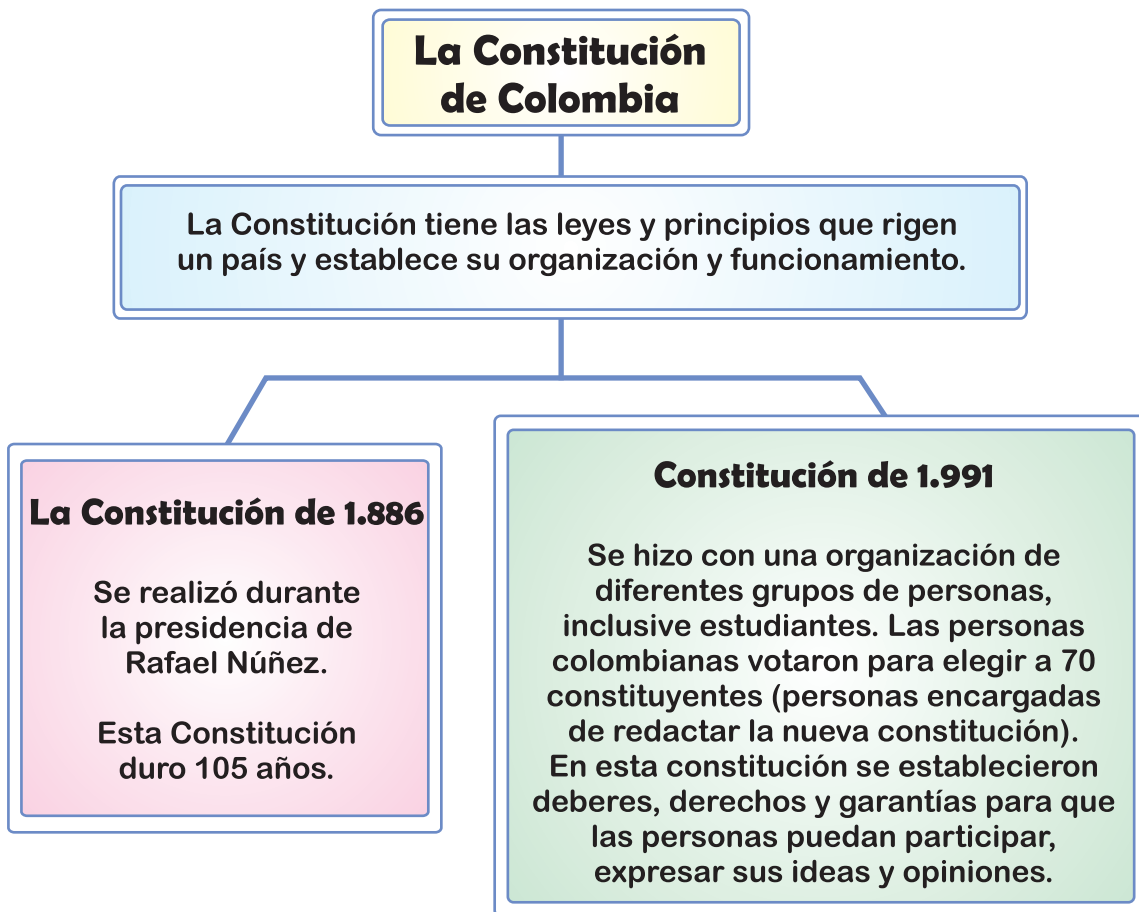 La Constitución
de Colombia
La Constitución tiene las leyes y principios que rigen
un país y establece su organización y funcionamiento.
La Constitución de 1.886
Se realizó durante
la presidencia de
Rafael Núñez.
Esta Constitución
duro 105 años.
Constitución de 1.991
Se hizo con una organización de
diferentes grupos de personas,
inclusive estudiantes. Las personas
colombianas votaron para elegir a 70
constituyentes (personas encargadas
de redactar la nueva constitución).
En esta constitución se establecieron
deberes, derechos y garantías para que
las personas puedan participar,
expresar sus ideas y opiniones.